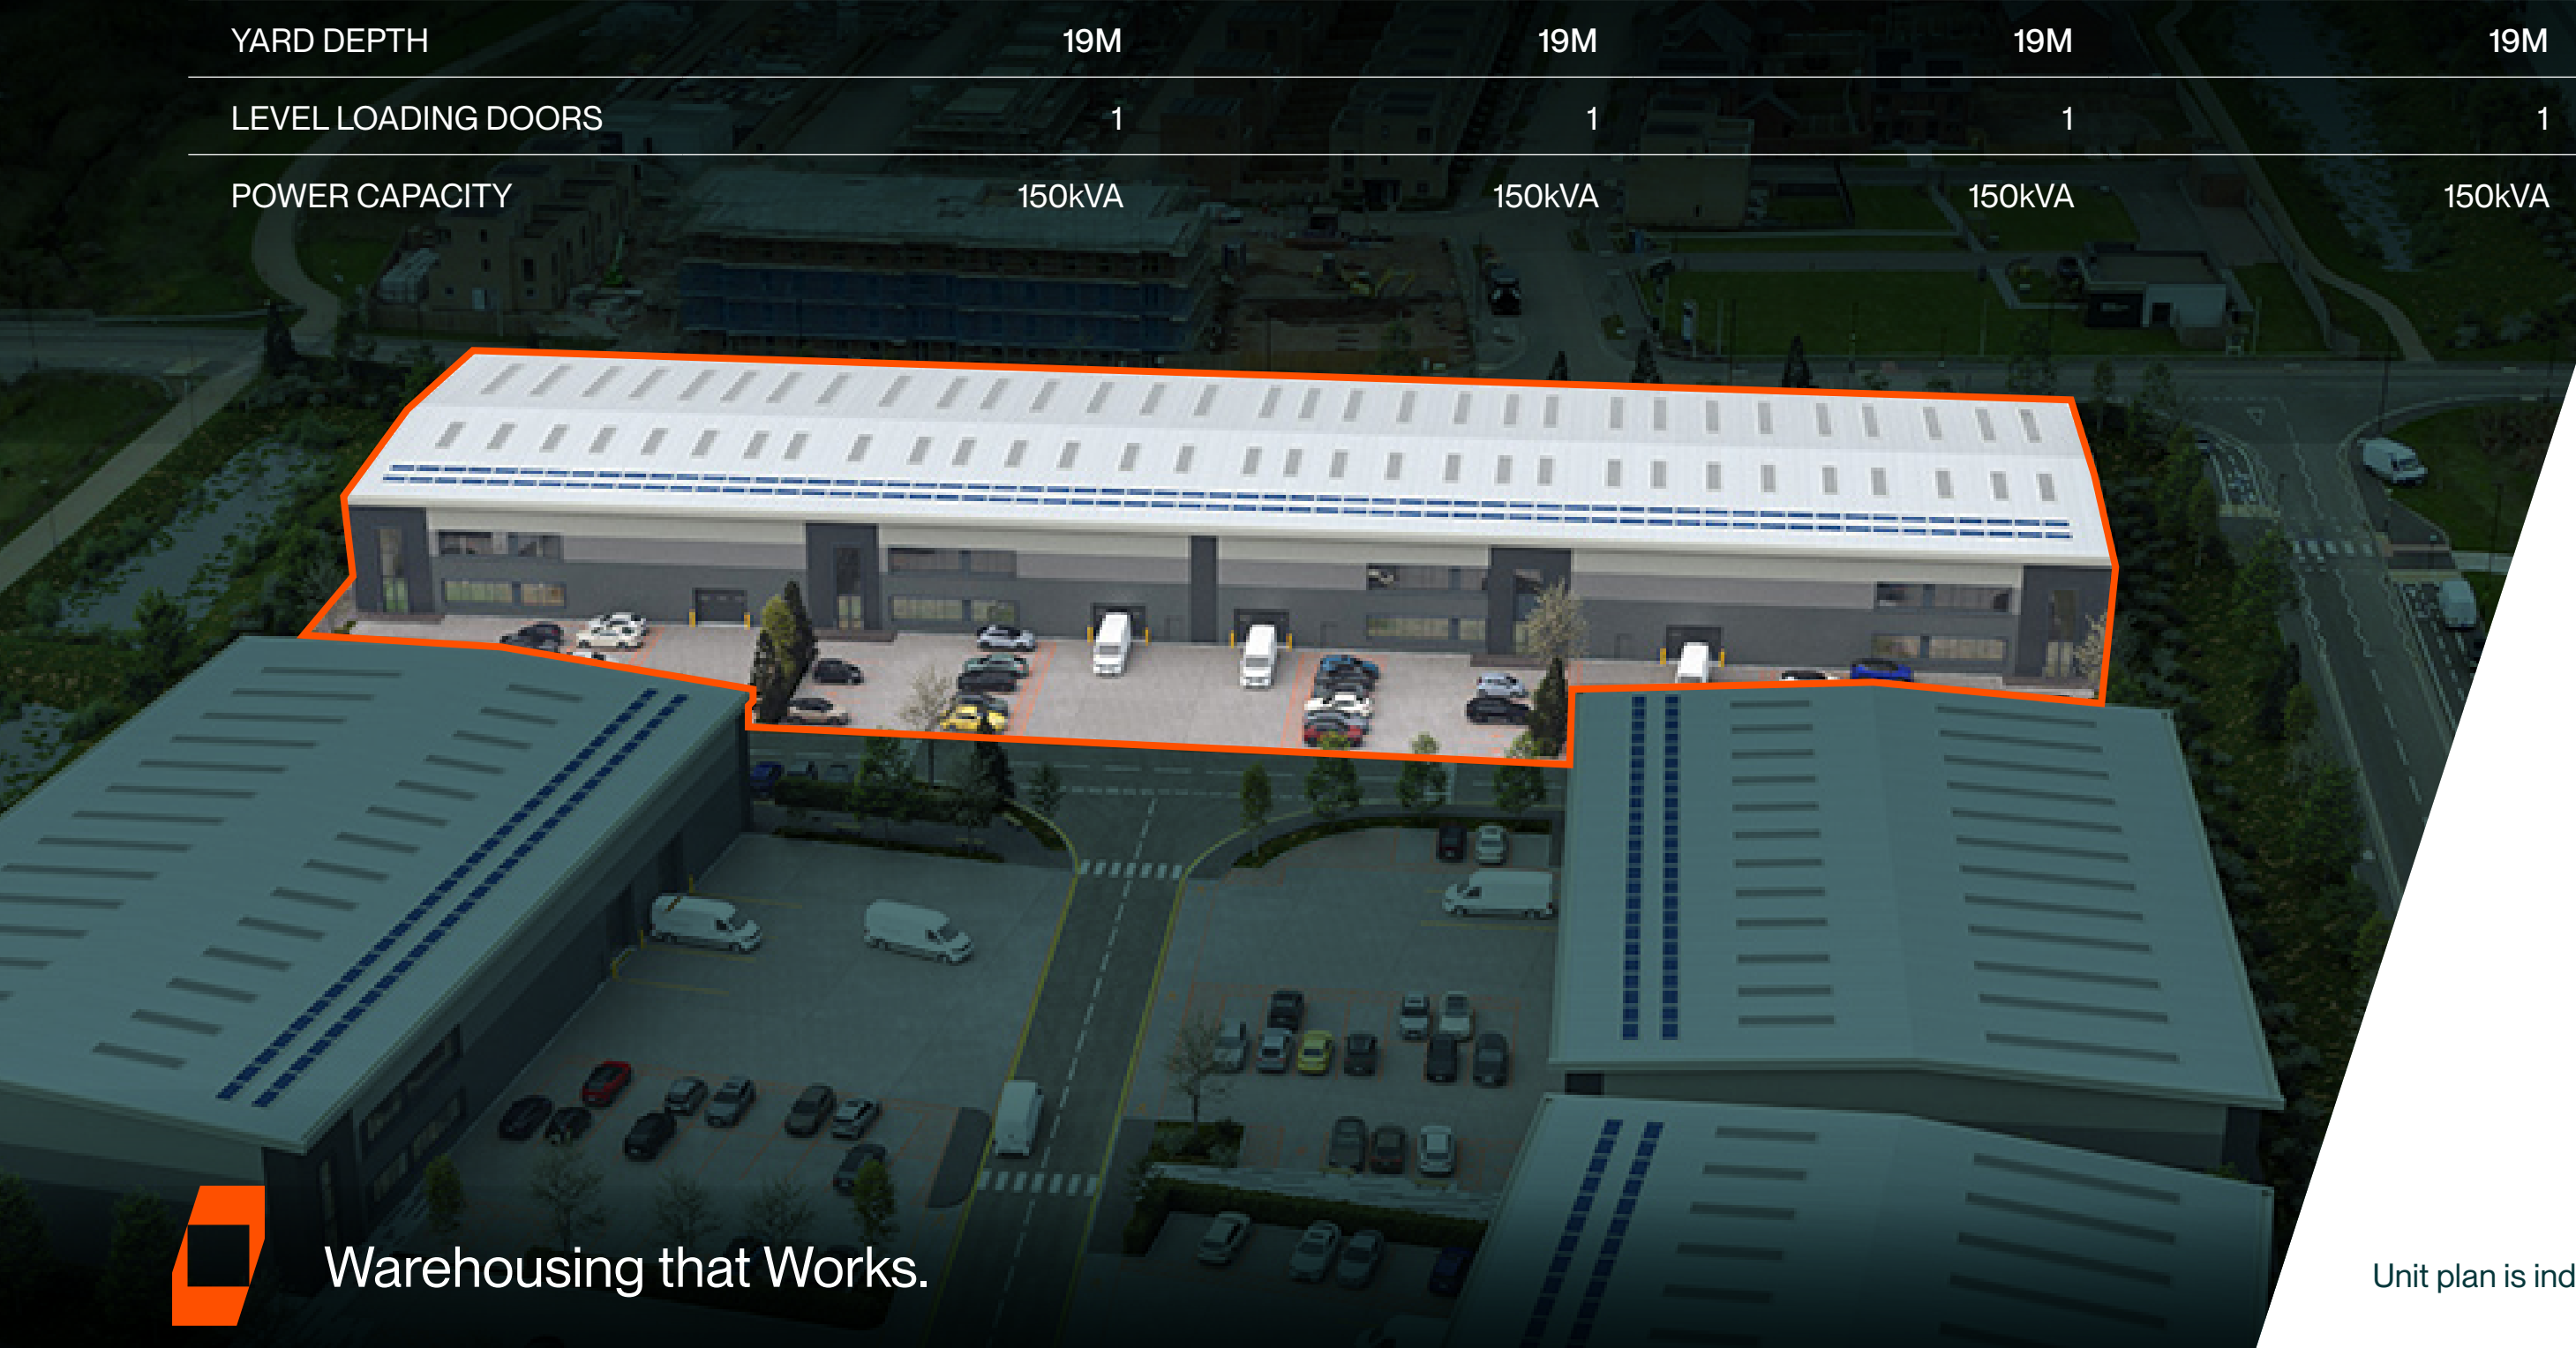 YARD DEPTH 19M 19M 19M 19M
LEVEL LOADING DOORS 1 1 1 1
POWER CAPACITY 150kVA 150kVA 150kVA 150kVA
Warehousing that Works.
Unit plan is ind